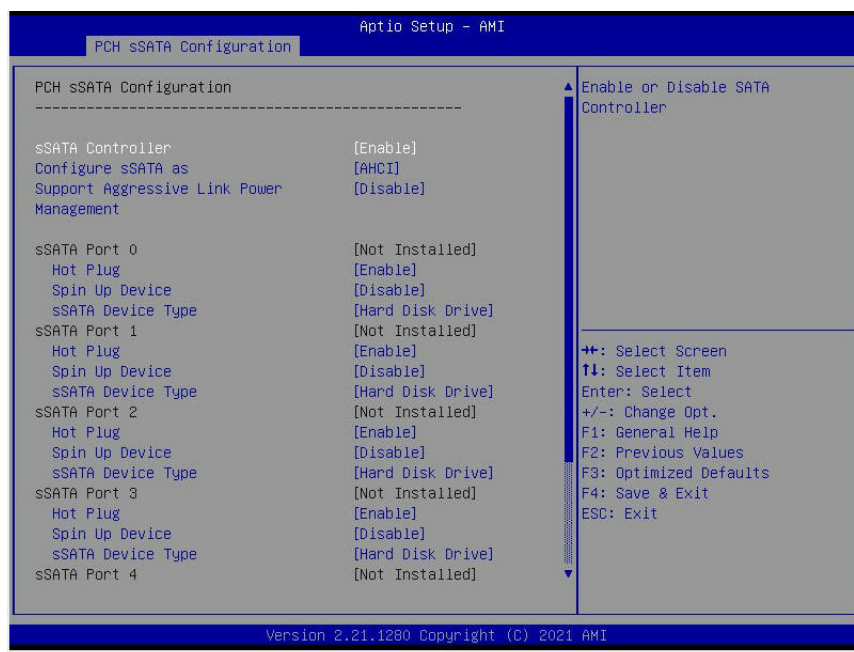 Aptio Setup – AMI
PCH sSATA Configuration
PCH sSATA Configuration
--------------------------------------------------
sSATA Controller [Enable]
Configure sSATA as [AHCI]
Support Aggressive Link Power [Disable]
Management
sSATA Port 0 [Not Installed]
Hot Plug [Enable]
Spin Up Device [Disable]
sSATA Device Type [Hard Disk Drive]
sSATA Port 1 [Not Installed]
Hot Plug [Enable]
Spin Up Device [Disable]
sSATA Device Type [Hard Disk Drive]
sSATA Port 2 [Not Installed]
Hot Plug [Enable]
Spin Up Device [Disable]
sSATA Device Type [Hard Disk Drive]
sSATA Port 3 [Not Installed]
Hot Plug [Enable]
Spin Up Device [Disable]
sSATA Device Type [Hard Disk Drive]
sSATA Port 4 [Not Installed]
Enable or Disable SATA
Controller
→←: Select Screen
↑↓: Select Item
Enter: Select
+/-: Change Opt.
F1: General Help
F2: Previous Values
F3: Optimized Defaults
F4: Save & Exit
ESC: Exit
Version 2.21.1280 Copyright (C) 2021 AMI